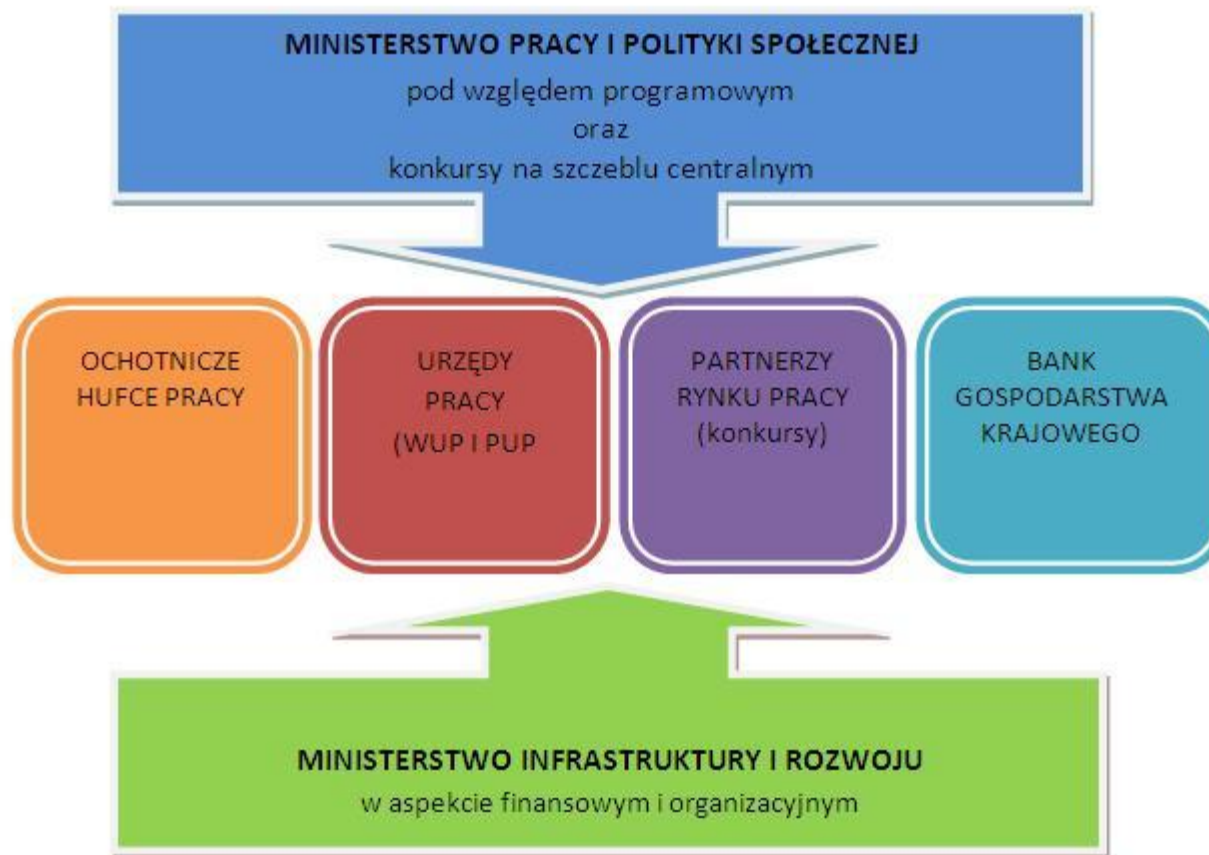 MINISTERSTWO PRACY I POLITYKI SPOŁECZNEJ
pod względem programowym
oraz
konkursy na szczeblu centralnym
OCHOTNICZE
HUFCE PRACY
URZĘDY
PRACY
(WUP I PUP
PARTNERZY
RYNKU PRACY
(konkursy)
BANK
GOSPODARSTWA
KRAJOWEGO
MINISTERSTWO INFRASTRUKTURY I ROZWOJU
w aspekcie finansowym i organizacyjnym